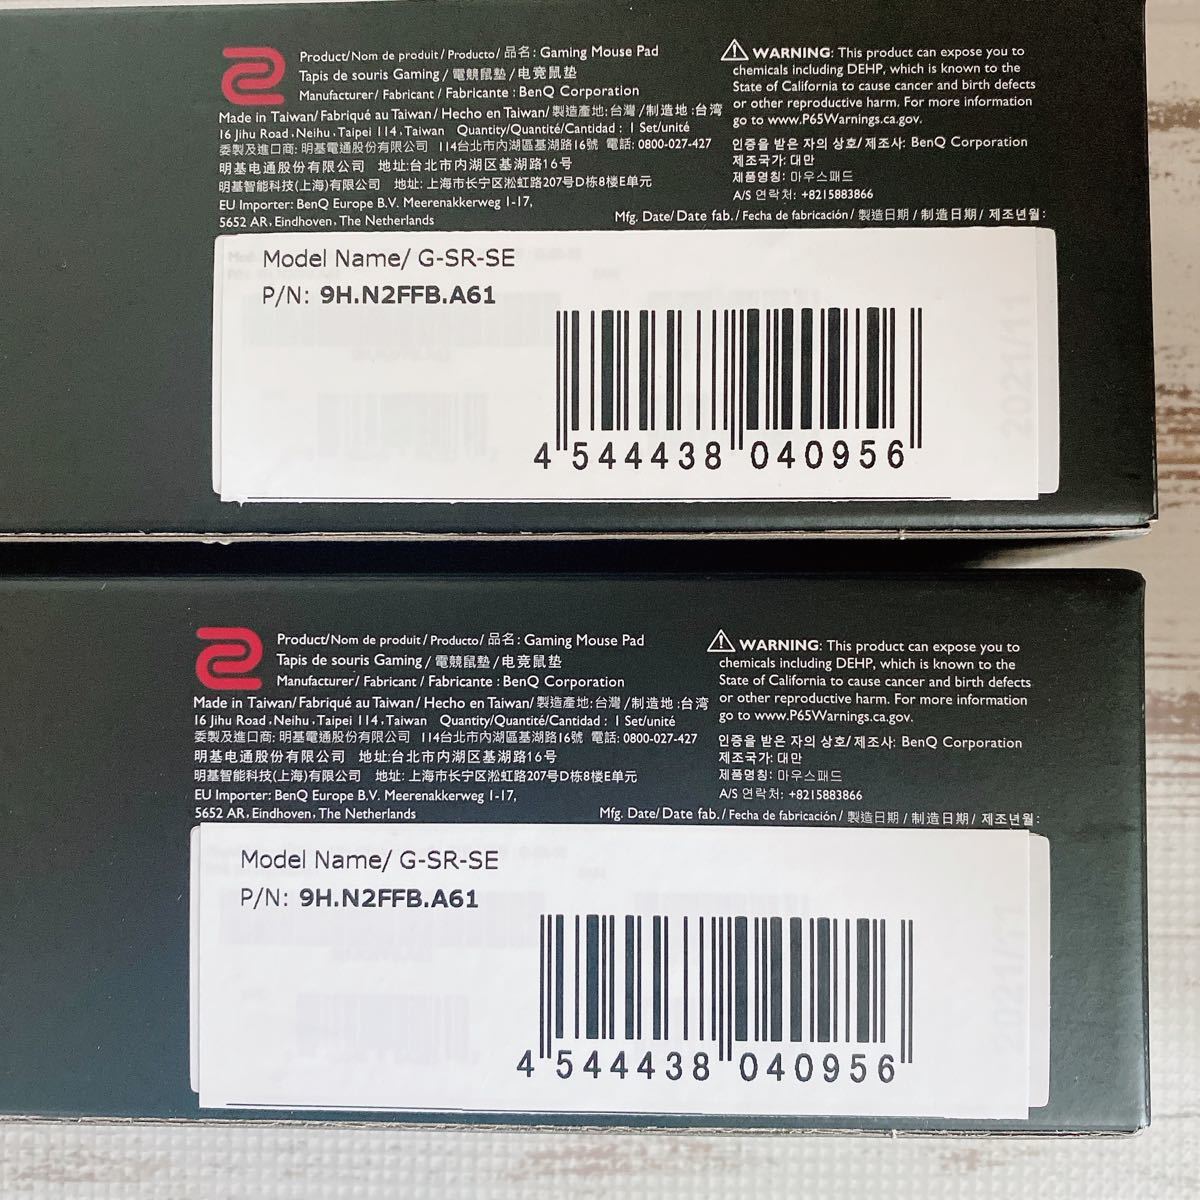 Product/Nom de produit / Producto/ 品名: Gaming Mouse Pad
Tapis de souris Gaming / 電競鼠墊 / 电竞鼠垫
Manufacturer/ Fabricant / Fabricante : BenQ Corporation
Made in Taiwan/ Fabriqué au Taiwan/ Hecho en Taiwan/ 製造產地: 台灣 /制造地 :台湾
16 Jihu Road , Neihu , Taipei 114 , Taiwan Quantity/Quantité/Cantidad : 1 Set/unité
委製及進口商: 明基電通股份有限公司 114台北市內湖區基湖路16號 電話: 0800-027-427
明基电通股份有限公司 地址:台北市内湖区基湖路16号
明基智能科技(上海)有限公司 地址: 上海市长宁区淞虹路207号D栋8楼E单元
EU Importer: BenQ Europe B.V. Meerenakkerweg 1-17,
5652 AR , Eindhoven , The Netherlands
WARNING: This product can expose you to
chemicals including DEHP, which is known to the
State of California to cause cancer and birth defects
or other reproductive harm. For more information
go to www.P65Warnings.ca.gov.
인증을 받은 자의 상호/ 제조사: BenQ Corporation
제조국가: 대만
제품명칭: 마우스패드
A/S 연락처: +8215883866
Mfg. Date/ Date fab. / Fecha de fabricación / 製造日期 / 制造日期 / 제조년월:
Model Name/ G-SR-SE
P/N: 9H.N2FFB.A61
2021/11
4 544438 040956
Product/Nom de produit / Producto/ 品名: Gaming Mouse Pad
Tapis de souris Gaming / 電競鼠墊 / 电竞鼠垫
Manufacturer/ Fabricant / Fabricante : BenQ Corporation
Made in Taiwan/ Fabriqué au Taiwan/ Hecho en Taiwan/ 製造產地: 台灣 /制造地 :台湾
16 Jihu Road , Neihu , Taipei 114 , Taiwan Quantity/Quantité/Cantidad : 1 Set/unité
委製及進口商: 明基電通股份有限公司 114台北市內湖區基湖路16號 電話: 0800-027-427
明基电通股份有限公司 地址:台北市内湖区基湖路16号
明基智能科技(上海)有限公司 地址: 上海市长宁区淞虹路207号D栋8楼E单元
EU Importer: BenQ Europe B.V. Meerenakkerweg 1-17,
5652 AR , Eindhoven , The Netherlands
WARNING: This product can expose you to
chemicals including DEHP, which is known to the
State of California to cause cancer and birth defects
or other reproductive harm. For more information
go to www.P65Warnings.ca.gov.
인증을 받은 자의 상호/ 제조사: BenQ Corporation
제조국가: 대만
제품명칭: 마우스패드
A/S 연락처: +8215883866
Mfg. Date/ Date fab. / Fecha de fabricación / 製造日期 / 制造日期 / 제조년월:
Model Name/ G-SR-SE
P/N: 9H.N2FFB.A61
2021/11
4 544438 040956